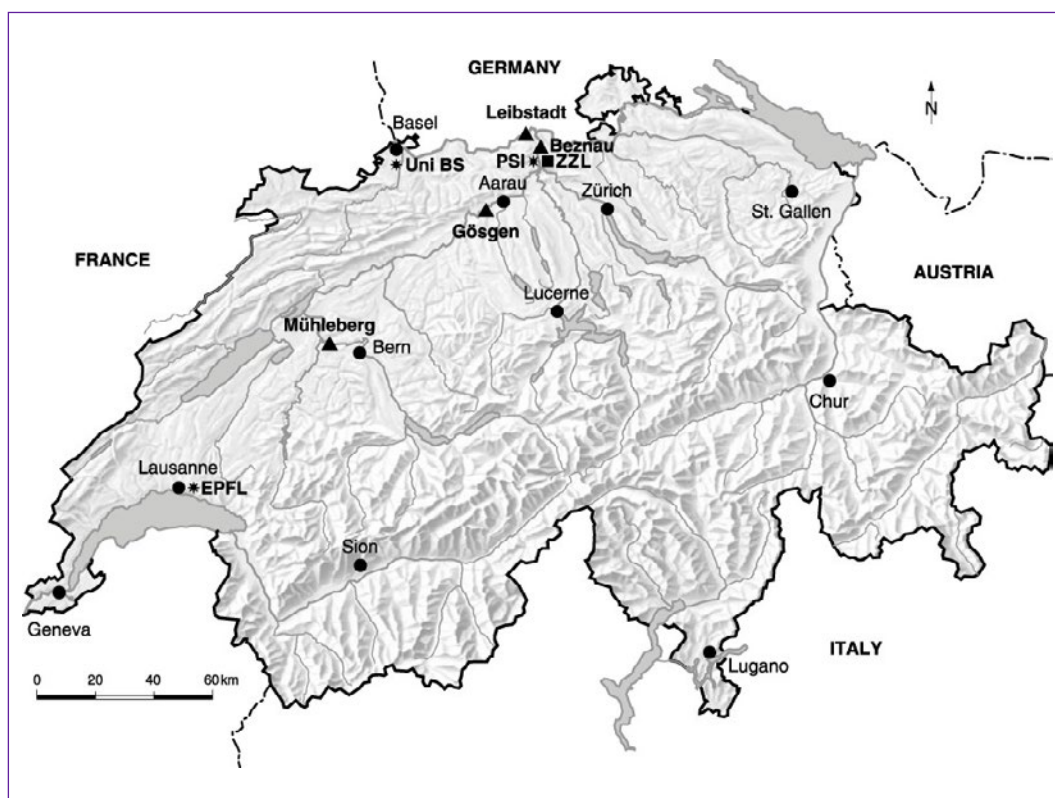 GERMANY
Leibstadt
N
Basel
Beznau
Uni BS
PSI
ZZL
Aarau
Zürich
St. Gallen
Gösgen
FRANCE
AUSTRIA
Lucerne
Mühleberg
Bern
Chur
Lausanne
EPFL
Sion
Geneva
ITALY
Lugano
0 20 40 60 km